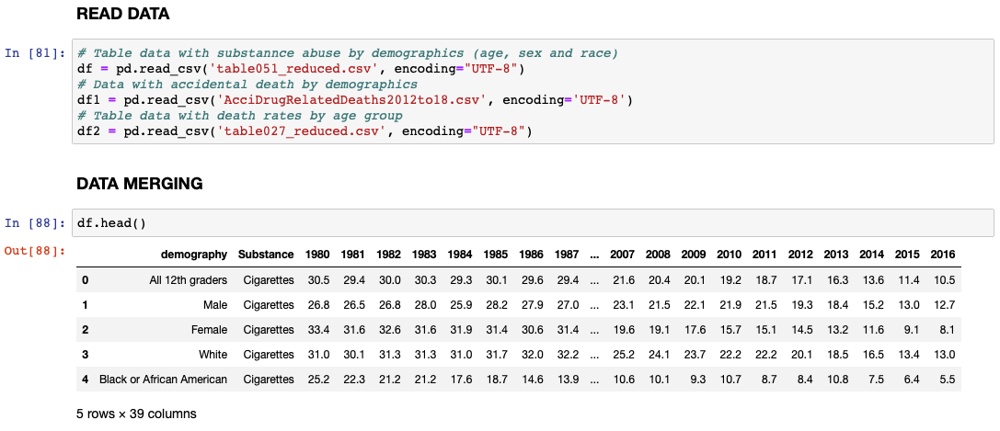 READ DATA
In [81]: # Table data with substannce abuse by demographics (age, sex and race)
df = pd.read_csv('table051_reduced.csv', encoding="UTF-8")
# Data with accidental death by demographics
df1 = pd.read_csv('AcciDrugRelatedDeaths2012to18.csv', encoding='UTF-8')
# Table data with death rates by age group
df2 = pd.read_csv('table027_reduced.csv', encoding="UTF-8")
DATA MERGING
In [88]: df.head()
Out[88]:
demography Substance 1980 1981 1982 1983 1984 1985 1986 1987 ... 2007 2008 2009 2010 2011 2012 2013 2014 2015 2016
0 All 12th graders Cigarettes 30.5 29.4 30.0 30.3 29.3 30.1 29.6 29.4 ... 21.6 20.4 20.1 19.2 18.7 17.1 16.3 13.6 11.4 10.5
1 Male Cigarettes 26.8 26.5 26.8 28.0 25.9 28.2 27.9 27.0 ... 23.1 21.5 22.1 21.9 21.5 19.3 18.4 15.2 13.0 12.7
2 Female Cigarettes 33.4 31.6 32.6 31.6 31.9 31.4 30.6 31.4 ... 19.6 19.1 17.6 15.7 15.1 14.5 13.2 11.6 9.1 8.1
3 White Cigarettes 31.0 30.1 31.3 31.3 31.0 31.7 32.0 32.2 ... 25.2 24.1 23.7 22.2 22.2 20.1 18.5 16.5 13.4 13.0
4 Black or African American Cigarettes 25.2 22.3 21.2 21.2 17.6 18.7 14.6 13.9 ... 10.6 10.1 9.3 10.7 8.7 8.4 10.8 7.5 6.4 5.5
5 rows × 39 columns